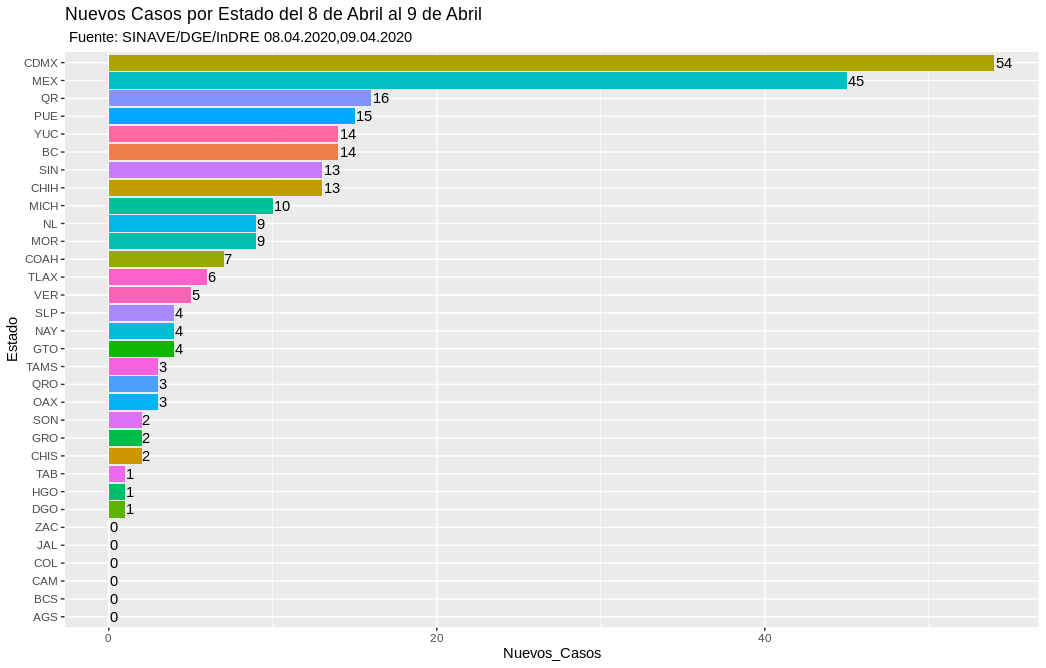 Nuevos Casos por Estado del 8 de Abril al 9 de Abril
Fuente: SINAVE/DGE/InDRE 08.04.2020,09.04.2020
Estado
CDMX 54
MEX 45
QR 16
PUE 15
YUC 14
BC 14
SIN 13
CHIH 13
MICH 10
NL 9
MOR 9
COAH 7
TLAX 6
VER 5
SLP 4
NAY 4
GTO 4
TAMS 3
QRO 3
OAX 3
SON 2
GRO 2
CHIS 2
TAB 1
HGO 1
DGO 1
ZAC 0
JAL 0
COL 0
CAM 0
BCS 0
AGS 0
0 20 40
Nuevos_Casos